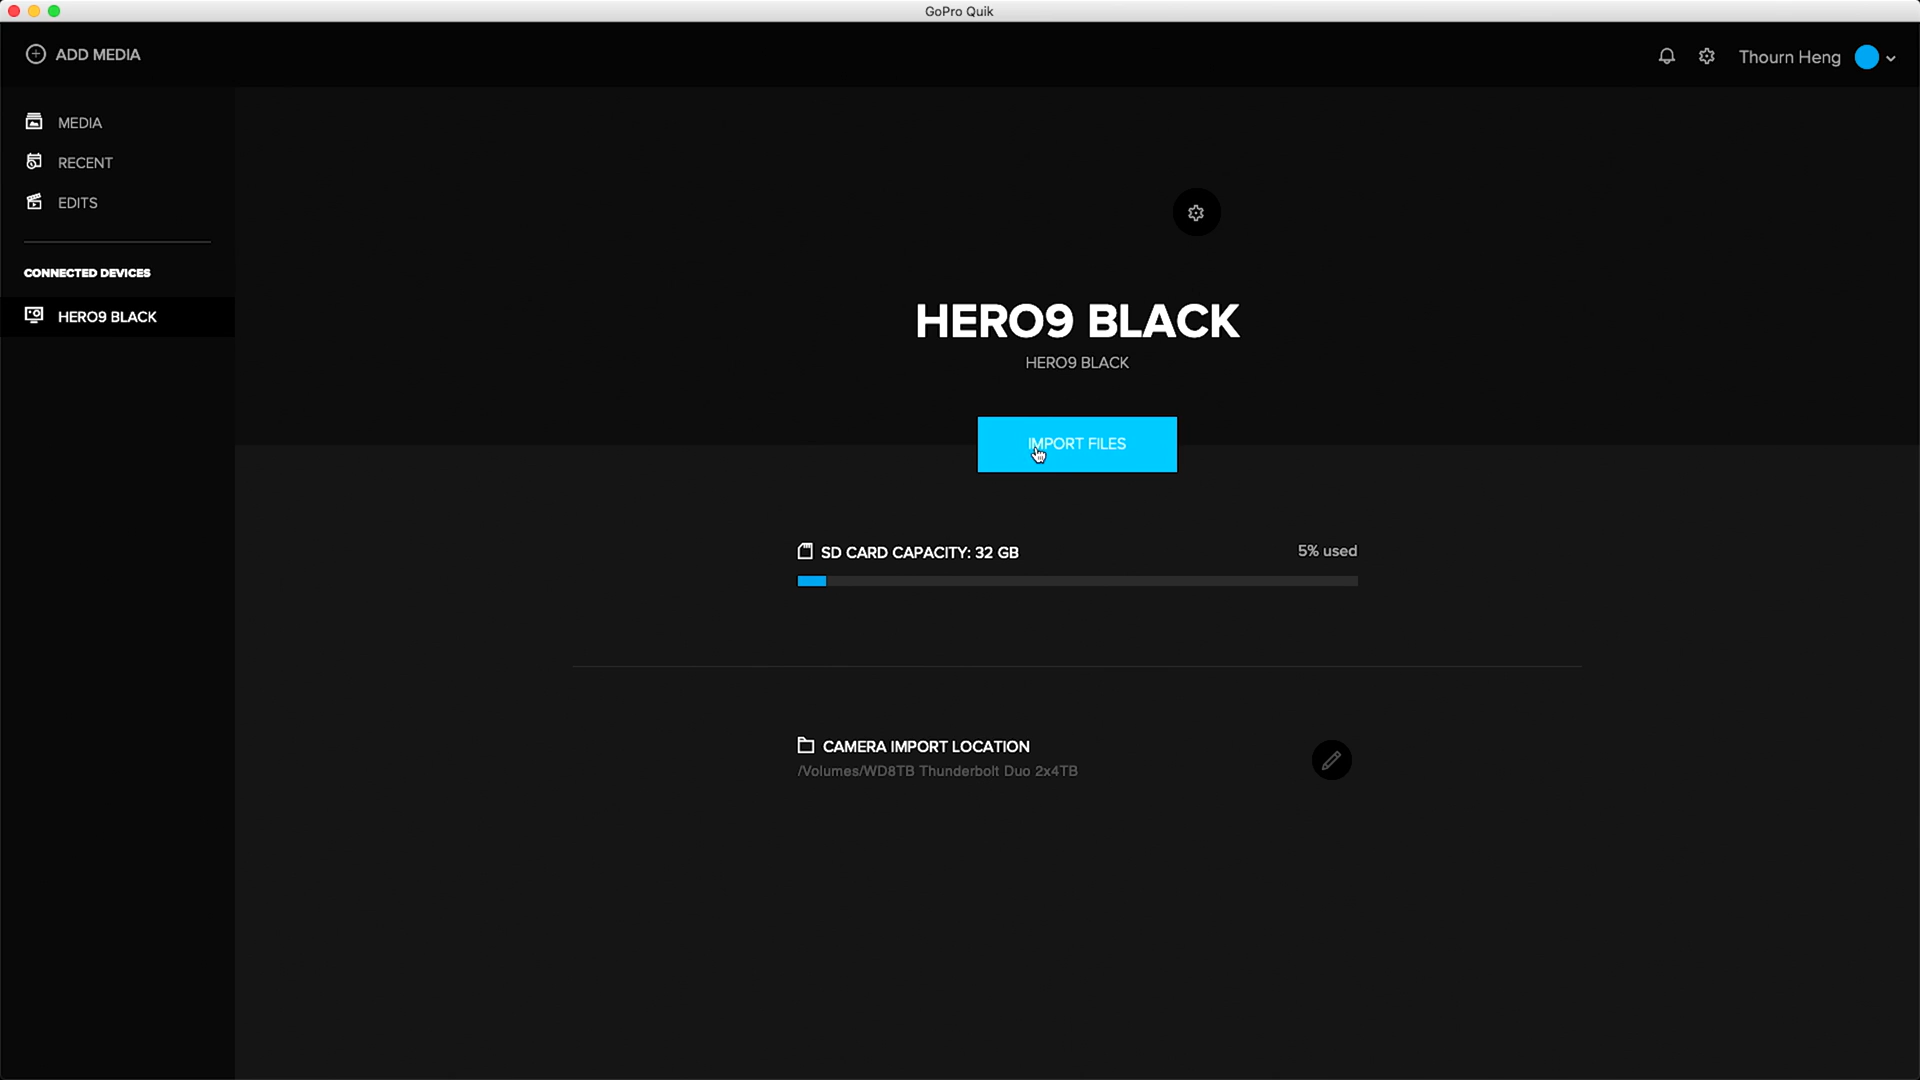 GoPro Quik
ADD MEDIA
Thourn Heng
MEDIA
RECENT
EDITS
CONNECTED DEVICES
HERO9 BLACK
HERO9 BLACK
HERO9 BLACK
IMPORT FILES
SD CARD CAPACITY: 32 GB
5% used
CAMERA IMPORT LOCATION
/Volumes/WD8TB Thunderbolt Duo 2x4TB